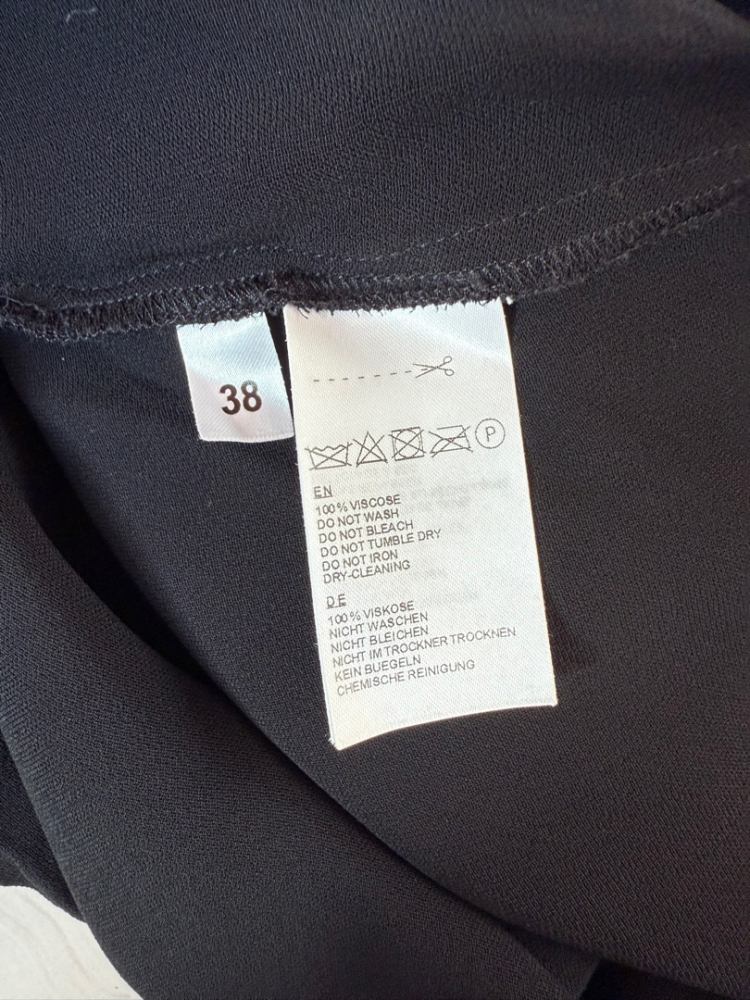 38
P
EN
100% VISCOSE
DO NOT WASH
DO NOT BLEACH
DO NOT TUMBLE DRY
DO NOT IRON
DRY-CLEANING
DE
100% VISKOSE
NICHT WASCHEN
NICHT BLEICHEN
NICHT IM TROCKNER TROCKNEN
KEIN BUEGELN
CHEMISCHE REINIGUNG